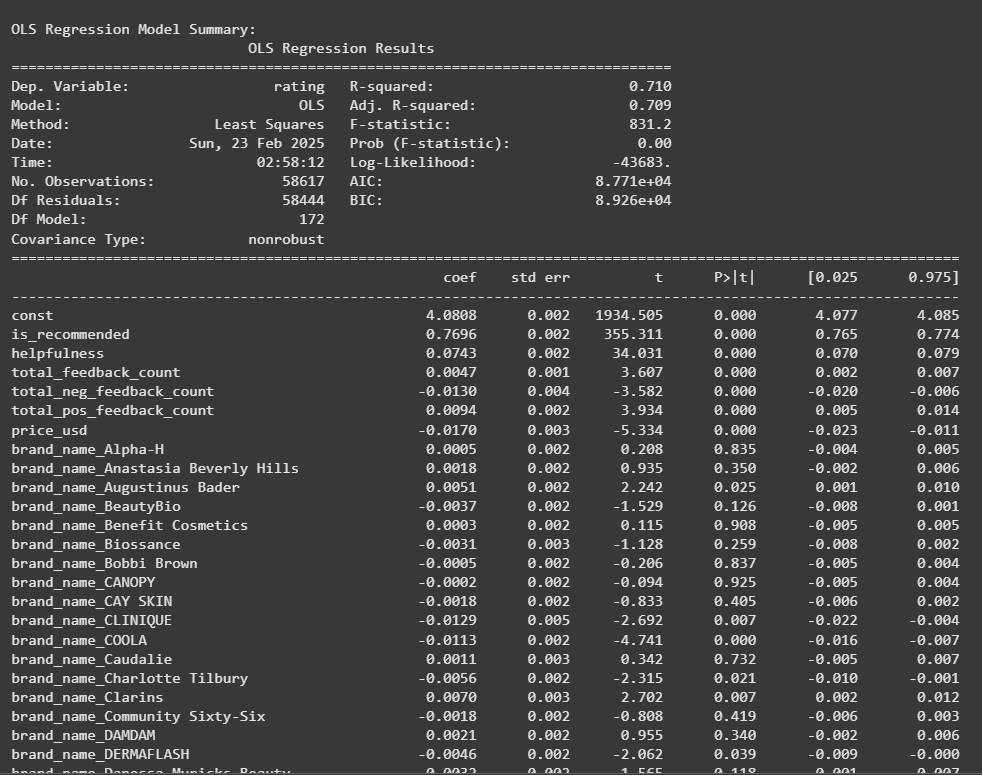 OLS Regression Model Summary:
OLS Regression Results
==============================================================================
Dep. Variable: rating R-squared: 0.710
Model: OLS Adj. R-squared: 0.709
Method: Least Squares F-statistic: 831.2
Date: Sun, 23 Feb 2025 Prob (F-statistic): 0.00
Time: 02:58:12 Log-Likelihood: -43683.
No. Observations: 58617 AIC: 8.771e+04
Df Residuals: 58444 BIC: 8.926e+04
Df Model: 172
Covariance Type: nonrobust
================================================================================================================
coef std err t P>|t| [0.025 0.975]
----------------------------------------------------------------------------------------------------------------
const 4.0808 0.002 1934.505 0.000 4.077 4.085
is_recommended 0.7696 0.002 355.311 0.000 0.765 0.774
helpfulness 0.0743 0.002 34.031 0.000 0.070 0.079
total_feedback_count 0.0047 0.001 3.607 0.000 0.002 0.007
total_neg_feedback_count -0.0130 0.004 -3.582 0.000 -0.020 -0.006
total_pos_feedback_count 0.0094 0.002 3.934 0.000 0.005 0.014
price_usd -0.0170 0.003 -5.334 0.000 -0.023 -0.011
brand_name_Alpha-H 0.0005 0.002 0.208 0.835 -0.004 0.005
brand_name_Anastasia Beverly Hills 0.0018 0.002 0.935 0.350 -0.002 0.006
brand_name_Augustinus Bader 0.0051 0.002 2.242 0.025 0.001 0.010
brand_name_BeautyBio -0.0037 0.002 -1.529 0.126 -0.008 0.001
brand_name_Benefit Cosmetics 0.0003 0.002 0.115 0.908 -0.005 0.005
brand_name_Biossance -0.0031 0.003 -1.128 0.259 -0.008 0.002
brand_name_Bobbi Brown -0.0005 0.002 -0.206 0.837 -0.005 0.004
brand_name_CANOPY -0.0002 0.002 -0.094 0.925 -0.005 0.004
brand_name_CAY SKIN -0.0018 0.002 -0.833 0.405 -0.006 0.002
brand_name_CLINIQUE -0.0129 0.005 -2.692 0.007 -0.022 -0.004
brand_name_COOLA -0.0113 0.002 -4.741 0.000 -0.016 -0.007
brand_name_Caudalie 0.0011 0.003 0.342 0.732 -0.005 0.007
brand_name_Charlotte Tilbury -0.0056 0.002 -2.315 0.021 -0.010 -0.001
brand_name_Clarins 0.0070 0.003 2.702 0.007 0.002 0.012
brand_name_Community Sixty-Six -0.0018 0.002 -0.808 0.419 -0.006 0.003
brand_name_DAMDAM 0.0021 0.002 0.955 0.340 -0.002 0.006
brand_name_DERMAFLASH -0.0046 0.002 -2.062 0.039 -0.009 -0.000